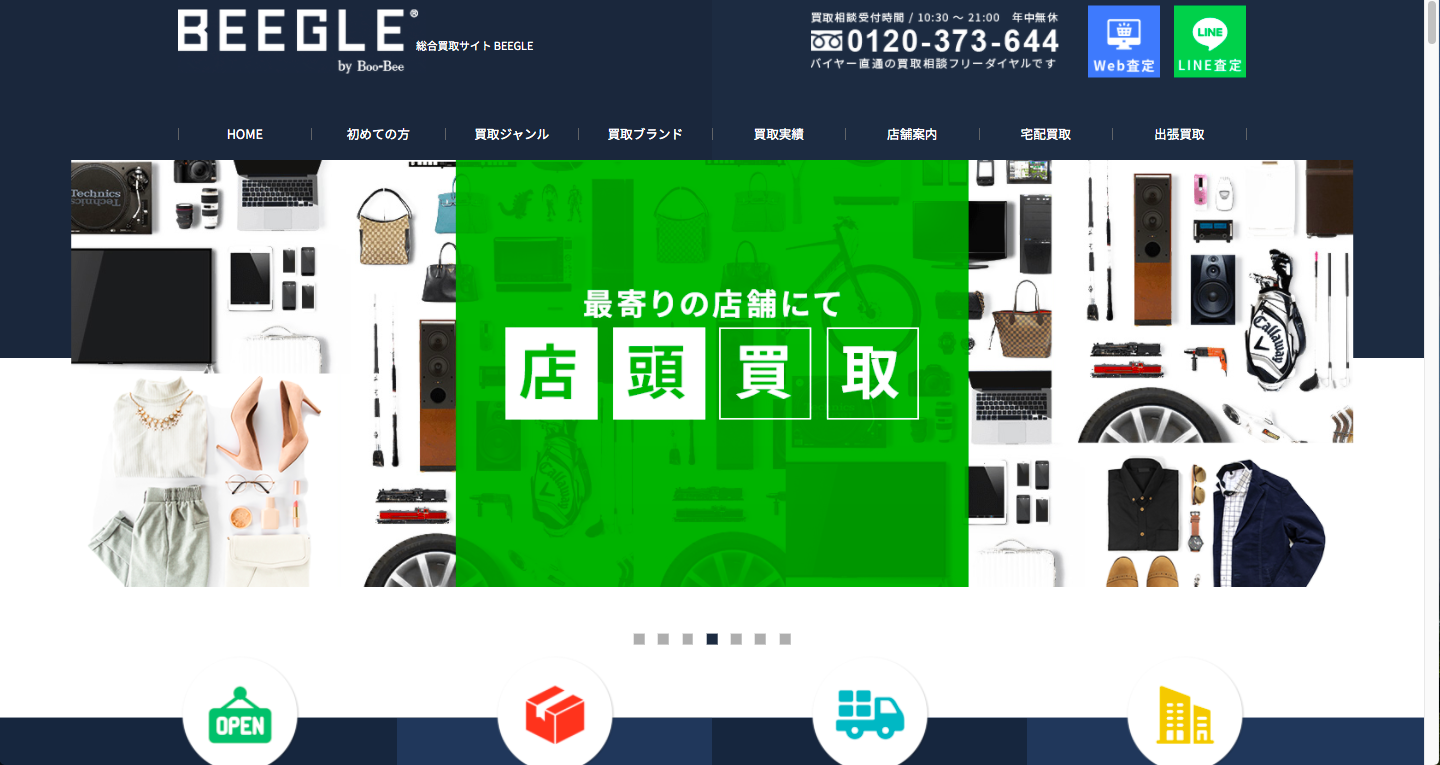 BEEGLE®
総合買取サイト BEEGLE
by Boo-Bee
買取相談受付時間 / 10:30 ～ 21:00　年中無休
0120-373-644
バイヤー直通の買取相談フリーダイヤルです
Web査定
LINE
LINE査定
HOME
初めての方
買取ジャンル
買取ブランド
買取実績
店舗案内
宅配買取
出張買取
Technics
最寄りの店舗にて
店頭買取
Callaway
OPEN